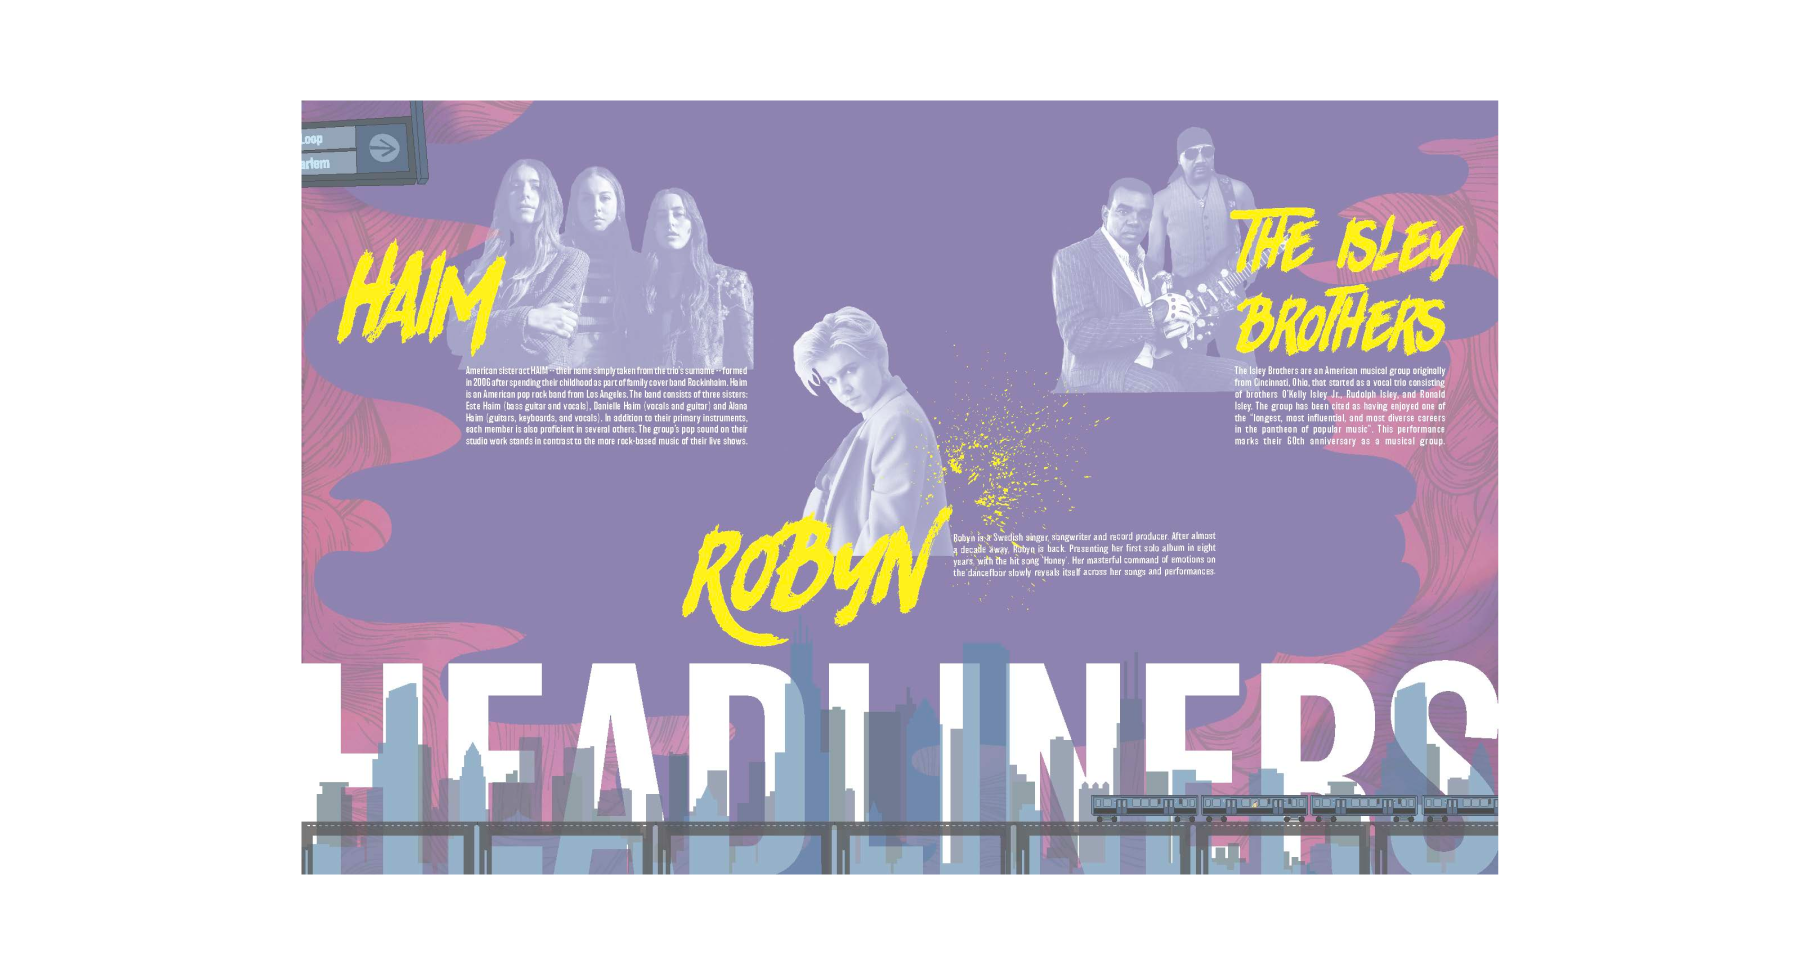 Loop
arlem
HAIM
American sister act HAIM -- their name simply taken from the trio's surname -- formed
in 2006 after spending their childhood as part of family cover band Rockinhaim. Haim
is an American pop rock band from Los Angeles. The band consists of three sisters:
Este Haim (bass guitar and vocals), Danielle Haim (vocals and guitar) and Alana
Haim (guitars, keyboards, and vocals). In addition to their primary instruments,
each member is also proficient in several others. The group's pop sound on their
studio work stands in contrast to the more rock-based music of their live shows.
THE ISLEY
BROTHERS
The Isley Brothers are an American musical group originally
from Cincinnati, Ohio, that started as a vocal trio consisting
of brothers O'Kelly Isley Jr., Rudolph Isley, and Ronald
Isley. The group has been cited as having enjoyed one of
the "longest, most influential, and most diverse careers
in the pantheon of popular music". This performance
marks their 60th anniversary as a musical group.
ROBYN
Robyn is a Swedish singer, songwriter and record producer. After almost
a decade away, Robyn is back. Presenting her first solo album in eight
years, with the hit song 'Honey'. Her masterful command of emotions on
the dancefloor slowly reveals itself across her songs and performances.
HEADLINERS